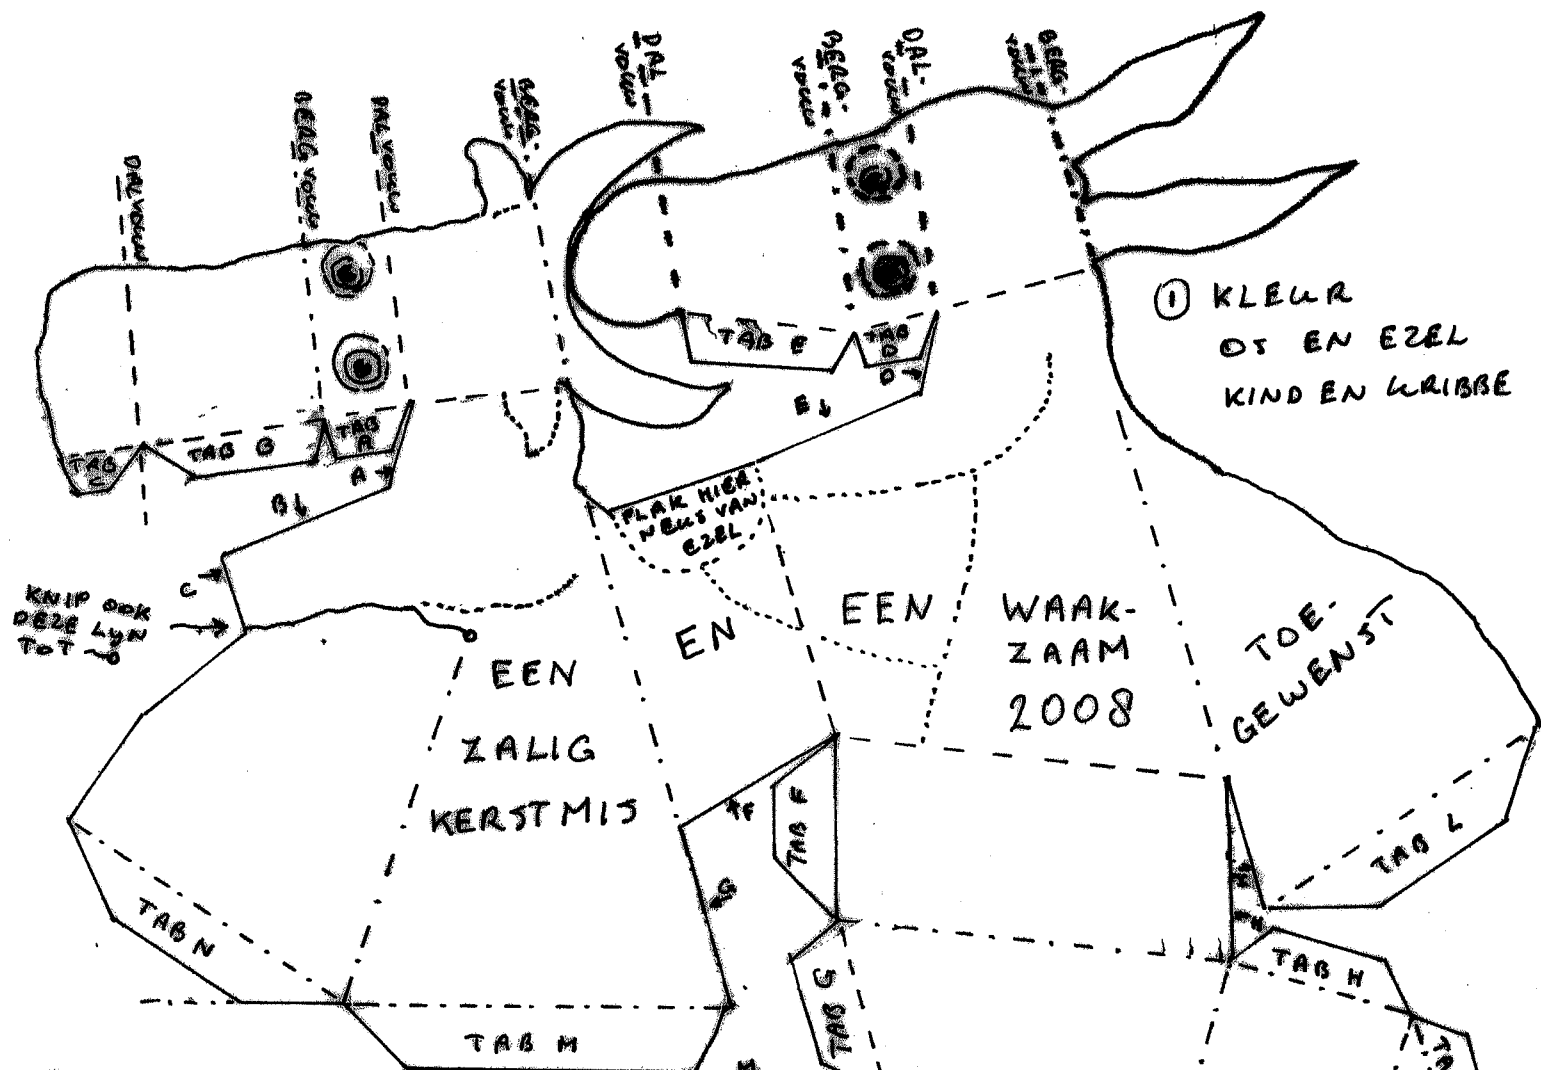 DAL VOUW
BERG VOUW
DAL VOUW
BERG-
VOUW
DAL
VOUW
BERG-
VOUW
DAL-
VOUW
BERG-
VOUW
① KLEUR
OS EN EZEL
KIND EN KRIBBE
TAB E
TAB
D
D
E
TAB
C
TAB B
TAB
A
A
B
C
PLAK HIER
NEUS VAN
EZEL
KNIP OOK
DEZE LYN
TOT
EEN
ZALIG
KERSTMIS
EN
EEN
WAAK-
ZAAM
2008
TOE-
GEWENST
F
TAB F
G
TAB G
TAB L
H
TAB H
TAB N
TAB M